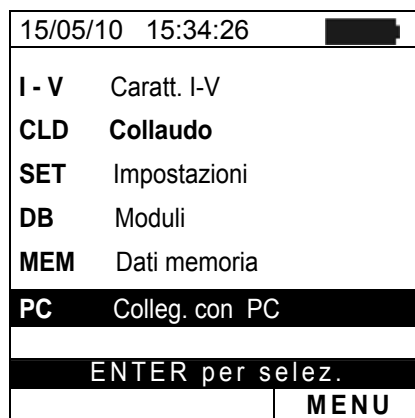 15/05/10 15:34:26
I - V Caratt. I-V
CLD Collaudo
SET Impostazioni
DB Moduli
MEM Dati memoria
PC Colleg. con PC
ENTER per selez.
MENU